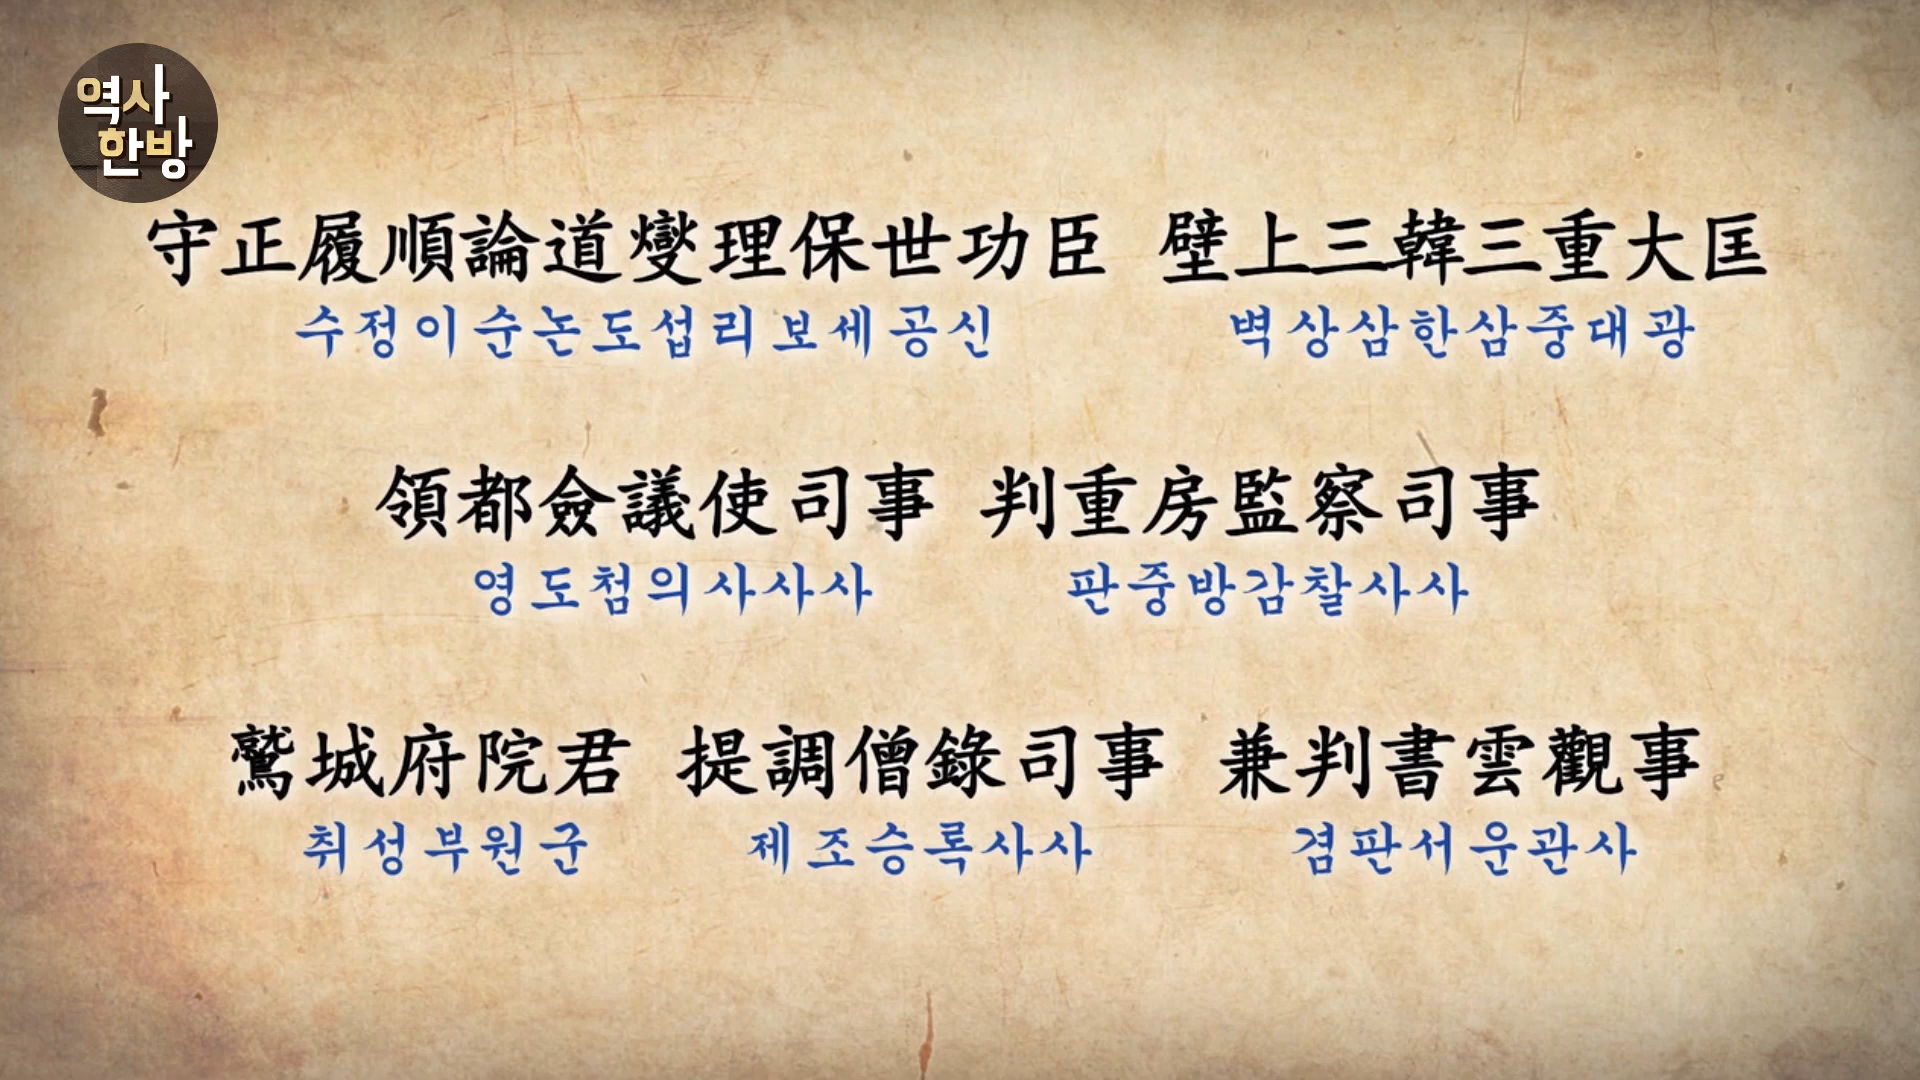 역사
한방
守正履順論道燮理保世功臣 壁上三韓三重大匡
수정이순논도섭리보세공신 벽상삼한삼중대광
領都僉議使司事 判重房監察司事
영도첨의사사사 판중방감찰사사
鷲城府院君 提調僧錄司事 兼判書雲觀事
취성부원군 제조승록사사 겸판서운관사